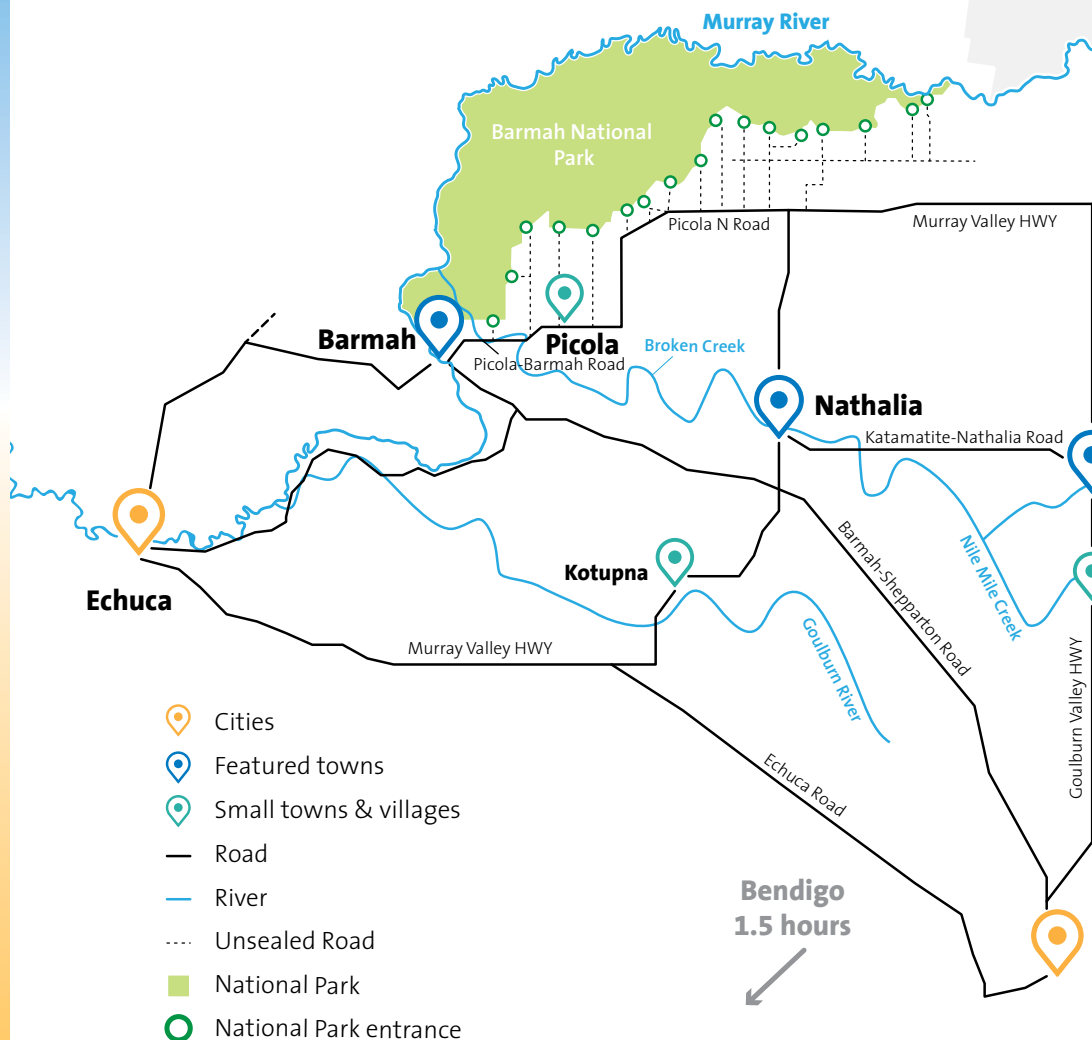 Murray River
Barmah National
Park
Picola N Road
Murray Valley HWY
Barmah
Picola
Picola-Barmah Road
Broken Creek
Nathalia
Katamatite-Nathalia Road
Echuca
Kotupna
Barmah-Shepparton Road
Nile Mile Creek
Goulburn River
Murray Valley HWY
Goulburn Valley HWY
Echuca Road
Bendigo
1.5 hours
Cities
Featured towns
Small towns & villages
Road
River
Unsealed Road
National Park
National Park entrance